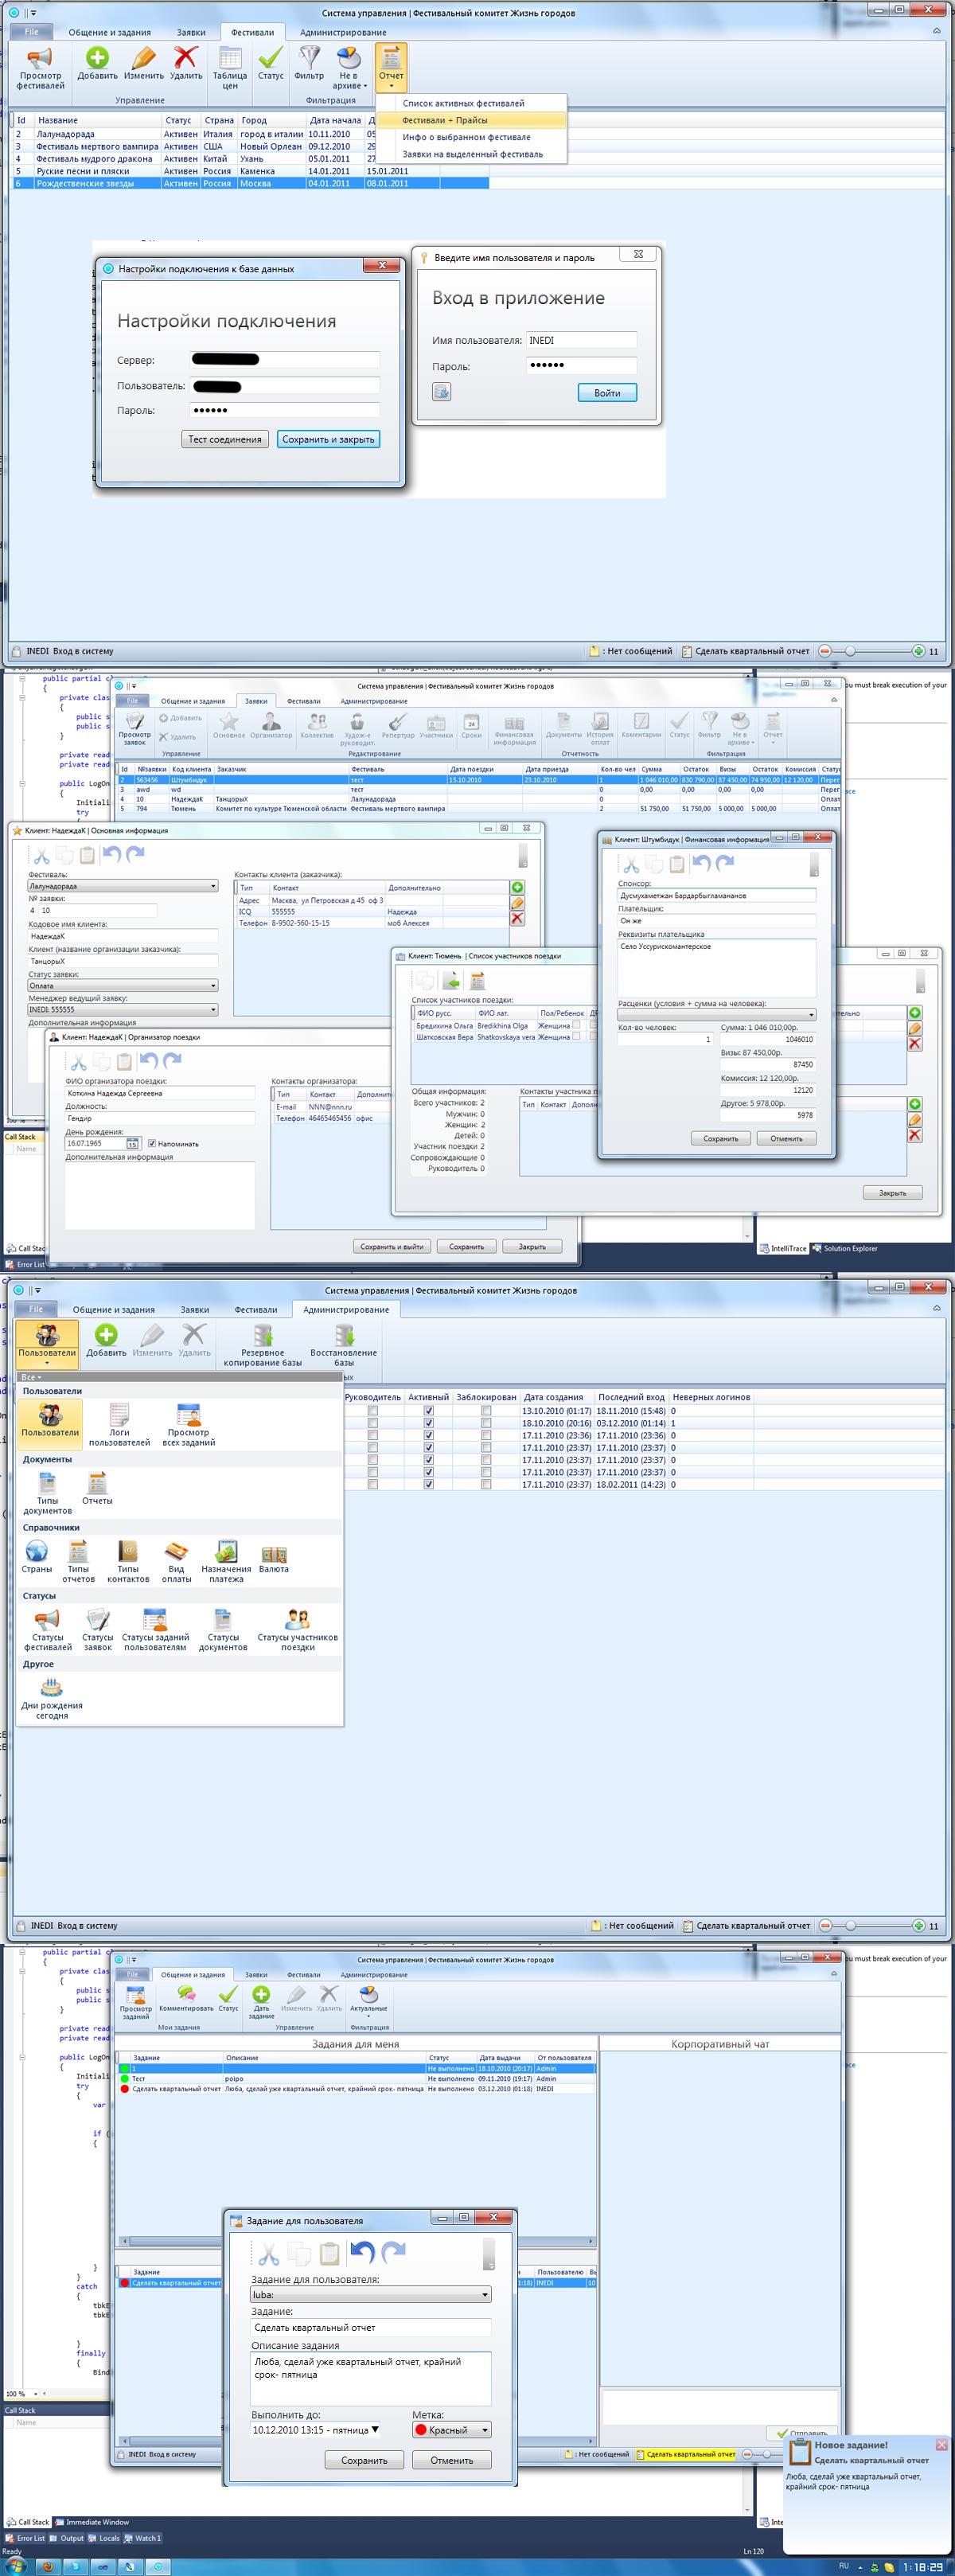 Система управления | Фестивальный комитет Жизнь городов
File Общение и задания Заявки Фестивали Администрирование
Просмотр фестивалей Добавить Изменить Удалить Таблица цен Статус Фильтр Не в архиве Отчет
Управление Фильтрация
Список активных фестивалей
Фестивали + Прайсы
Инфо о выбранном фестивале
Заявки на выделенный фестиваль
Id Название Статус Страна Город Дата начала
2 Лалунадорада Активен Италия город в италии 10.11.2010
3 Фестиваль мертвого вампира Активен США Новый Орлеан 09.12.2010
4 Фестиваль мудрого дракона Активен Китай Ухань 05.01.2011
5 Руские песни и пляски Активен Россия Каменка 14.01.2011 15.01.2011
6 Рождественские звезды Активен Россия Москва 04.01.2011 08.01.2011
Настройки подключения к базе данных
Настройки подключения
Сервер:
Пользователь:
Пароль:
Тест соединения Сохранить и закрыть
Введите имя пользователя и пароль
Вход в приложение
Имя пользователя: INEDI
Пароль:
Войти
INEDI Вход в систему : Нет сообщений Сделать квартальный отчет 11
public partial c
{
private clas
{
public s
public s
}
private read
private read
public LogOn
{
Initiali
try
you must break execution of your
Система управления | Фестивальный комитет Жизнь городов
File Общение и задания Заявки Фестивали Администрирование
Просмотр заявок Добавить Удалить Основное Организатор Коллектив Худож-е руководит. Репертуар Участники Сроки Финансовая информация Документы История оплат Комментарии Статус Фильтр Не в архиве Отчет
Управление Редактирование Отчетность Фильтрация
Id №заявки Код клиента Заказчик Фестиваль Дата поездки Дата приезда Кол-во чел Сумма Остаток Визы Остаток Комиссия Стату
2 563456 Штумбидук тест 15.10.2010 23.10.2010 1 1 046 010,00 830 790,00 87 450,00 74 950,00 12 120,00 Перег
3 awd wd тест 0 0,00 0,00 0,00 0,00 Перег
4 10 НадеждаК ТанцорыХ Лалунадорада 0 Оплат
5 794 Тюмень Комитет по культуре Тюменской области Фестиваль мертвого вампира 2 51 750,00 51 750,00 5 000,00 5 000,00 Оплат
Клиент: НадеждаК | Основная информация
Фестиваль:
Лалунадорада
№ заявки:
4 10
Кодовое имя клиента:
НадеждаК
Клиент (название организации заказчика):
ТанцорыХ
Статус заявки:
Оплата
Менеджер ведущий заявку:
INEDI: 555555
Дополнительная информация
Контакты клиента (заказчика):
Тип Контакт Дополнительно
Адрес Масква, ул Петровская д 45 оф 3
ICQ 555555 Надежда
Телефон 8-9502-560-15-15 моб Алексея
Клиент: НадеждаК | Организатор поездки
ФИО организатора поездки:
Коткина Надежда Сергеевна
Должность:
Гендир
День рождения:
16.07.1965 15 Напоминать
Дополнительная информация
Контакты организатора:
Тип Контакт
E-mail NNN@nnn.ru
Телефон 46465465456 офис
Сохранить и выйти Сохранить Закрыть
Клиент: Тюмень | Список участников поездки
Список участников поездки:
ФИО русс. ФИО лат. Пол/Ребенок
Бредихина Ольга Bredikhina Olga Женщина
Шатковская Вера Shatkovskaya vera Женщина
Общая информация:
Всего участников: 2
Мужчин: 0
Женщин: 2
Детей: 0
Участник поездки 2
Сопровождающие 0
Руководитель 0
Контакты участника п
Тип Контакт
Закрыть
Клиент: Штумбидук | Финансовая информация
Спонсор:
Дусмухаметжан Бардарбыгламананов
Плательщик:
Он же
Реквизиты плательщика
Село Уссурискомантерское
Расценки (условия + сумма на человека):
Кол-во человек: Сумма: 1 046 010,00р.
1 1046010
Визы: 87 450,00р.
87450
Комиссия: 12 120,00р.
12120
Другое: 5 978,00р.
5978
Сохранить Отменить
100 %
Call Stack
Name
Call Stac
Error List
IntelliTrace Solution Explorer
Система управления | Фестивальный комитет Жизнь городов
File Общение и задания Заявки Фестивали Администрирование
Пользователи Добавить Изменить Удалить Резервное копирование базы Восстановление базы
Все
Пользователи
Пользователи Логи пользователей Просмотр всех заданий
Документы
Типы документов Отчеты
Справочники
Страны Типы отчетов Типы контактов Вид оплаты Назначения платежа Валюта
Статусы
Статусы фестивалей Статусы заявок Статусы заданий пользователям Статусы документов Статусы участников поездки
Другое
Дни рождения сегодня
Руководитель Активный Заблокирован Дата создания Последний вход Неверных логинов
13.10.2010 (01:17) 18.11.2010 (15:48) 0
18.10.2010 (20:16) 03.12.2010 (01:14) 1
17.11.2010 (23:36) 17.11.2010 (23:36) 0
17.11.2010 (23:37) 17.11.2010 (23:37) 0
17.11.2010 (23:37) 17.11.2010 (23:37) 0
17.11.2010 (23:37) 17.11.2010 (23:37) 0
17.11.2010 (23:37) 18.02.2011 (14:23) 0
INEDI Вход в систему : Нет сообщений Сделать квартальный отчет 11
public partial c
{
private clas
{
public s
public s
}
private read
private read
public LogOn
{
Initiali
try
{
var
if (
{
}
}
catch
{
tbkE
tbkE
}
finally
{
Bind
you must break execution of your
Система управления | Фестивальный комитет Жизнь городов
File Общение и задания Заявки Фестивали Администрирование
Просмотр заданий Комментировать Статус Дать задание Изменить Удалить Актуальные
Мои задания Управление Фильтрация
Задания для меня Корпоративный чат
Задание Описание Статус Дата выдачи От пользователя
1 Не выполнено 18.10.2010 (20:17) Admin
Тест poipo Не выполнено 09.11.2010 (19:17) Admin
Сделать квартальный отчет Люба, сделай уже квартальный отчет, крайний срок- пятница Не выполнено 03.12.2010 (01:18) INEDI
Задание Пользователю
Сделать квартальный отчет 1:18) INEDI 10
Задание для пользователя
Задание для пользователя:
luba:
Задание:
Сделать квартальный отчет
Описание задания
Люба, сделай уже квартальный отчет, крайний
срок- пятница
Выполнить до: Метка:
10.12.2010 13:15 - пятница Красный
Сохранить Отменить
Отправить
INEDI Вход в систему : Нет сообщений Сделать квартальный отчет
Новое задание!
Сделать квартальный отчет
Люба, сделай уже квартальный отчет,
крайний срок- пятница
100 %
Call Stack
Name
Call Stack Immediate Window
Error List Output Locals Watch 1
Ready Ln 120
RU 1:18:29